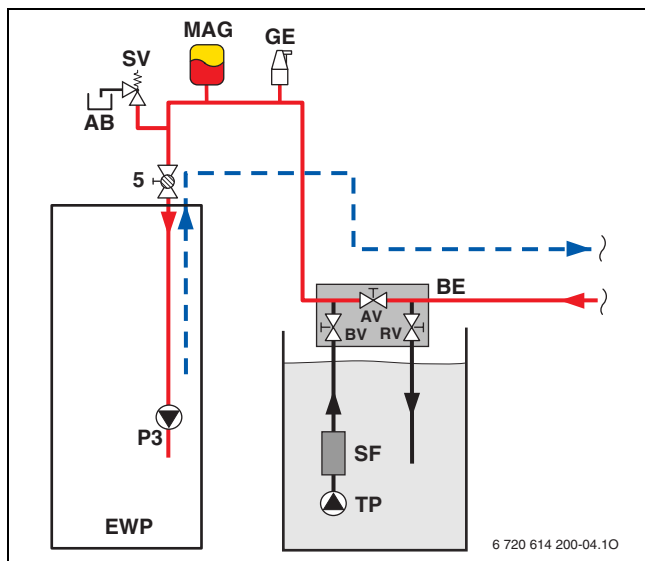 MAG
GE
SV
AB
5
BE
AV
BV
RV
P3
SF
TP
EWP
6 720 614 200-04.1O